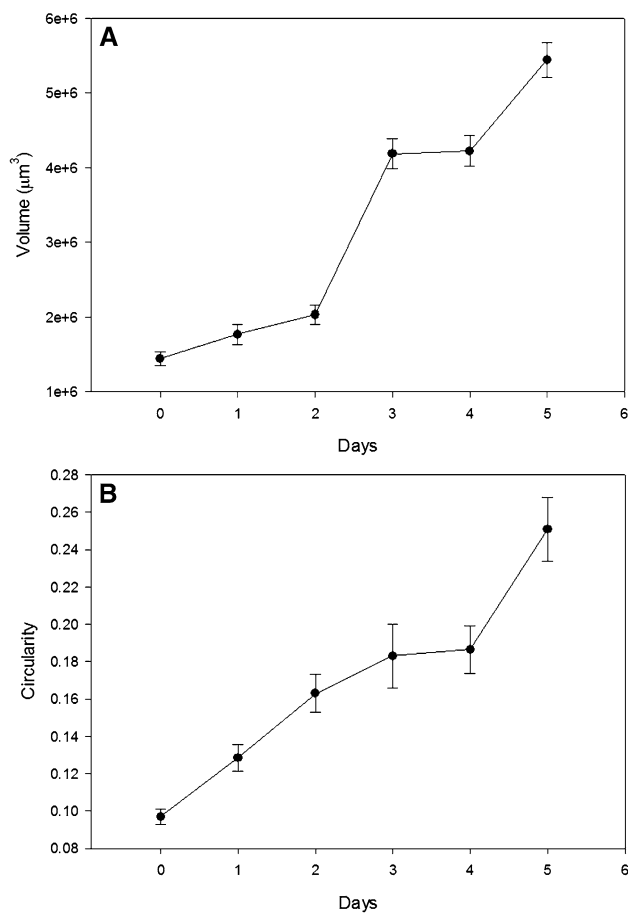 A
6e+6
5e+6
4e+6
3e+6
2e+6
1e+6
Volume (μm³)
0 1 2 3 4 5 6
Days
B
0.28
0.26
0.24
0.22
0.20
0.18
0.16
0.14
0.12
0.10
0.08
Circularity
0 1 2 3 4 5 6
Days